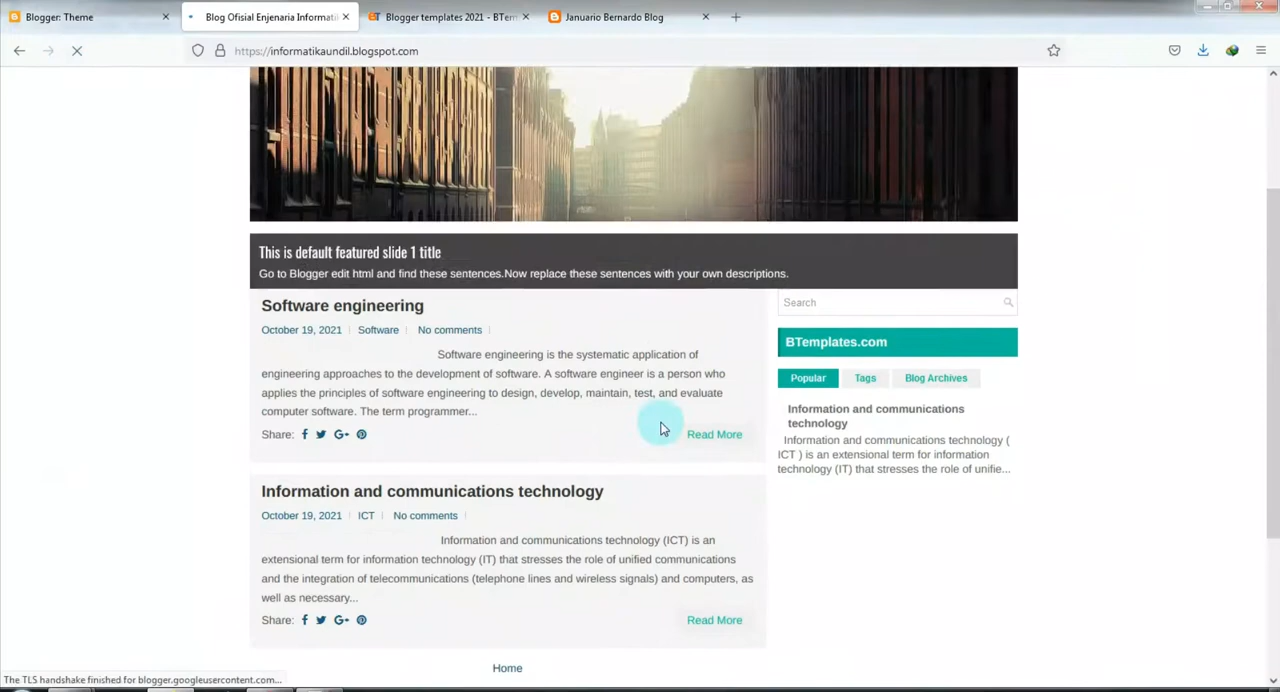 Blogger: Theme
Blog Ofisial Enjenaria Informati
Blogger templates 2021 - BTem
Januario Bernardo Blog
https://informatikaundil.blogspot.com
This is default featured slide 1 title
Go to Blogger edit html and find these sentences.Now replace these sentences with your own descriptions.
Software engineering
October 19, 2021 Software No comments
Software engineering is the systematic application of
engineering approaches to the development of software. A software engineer is a person who
applies the principles of software engineering to design, develop, maintain, test, and evaluate
computer software. The term programmer...
Share:
Read More
Information and communications technology
October 19, 2021 ICT No comments
Information and communications technology (ICT) is an
extensional term for information technology (IT) that stresses the role of unified communications
and the integration of telecommunications (telephone lines and wireless signals) and computers, as
well as necessary...
Share:
Read More
Home
Search
BTemplates.com
Popular Tags Blog Archives
Information and communications
technology
Information and communications technology (
ICT ) is an extensional term for information
technology (IT) that stresses the role of unifie...
The TLS handshake finished for blogger.googleusercontent.com...